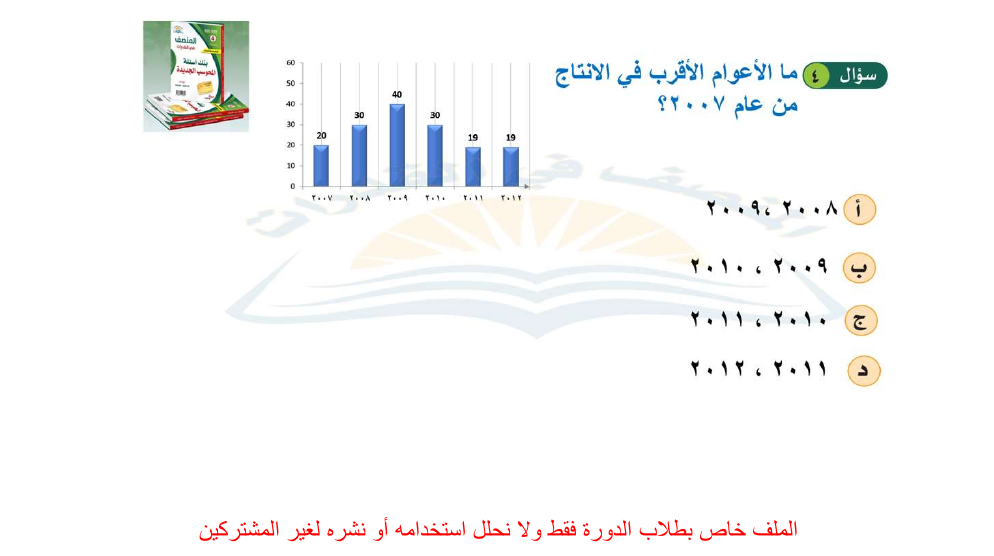 سؤال ٤ ما الأعوام الأقرب في الانتاج
من عام ٢٠٠٧؟
المنصف
بنك أسئلة
المحوسب الجديدة
60
50
40
30
20
10
0
20
30
40
30
19
19
٢٠٠٧ ٢٠٠٨ ٢٠٠٩ ٢٠١٠ ٢٠١١ ٢٠١٢
أ ٢٠٠٨ ،٢٠٠٩
ب ٢٠٠٩ ، ٢٠١٠
ج ٢٠١٠ ، ٢٠١١
د ٢٠١١ ، ٢٠١٢
الملف خاص بطلاب الدورة فقط ولا نحلل استخدامه أو نشره لغير المشتركين